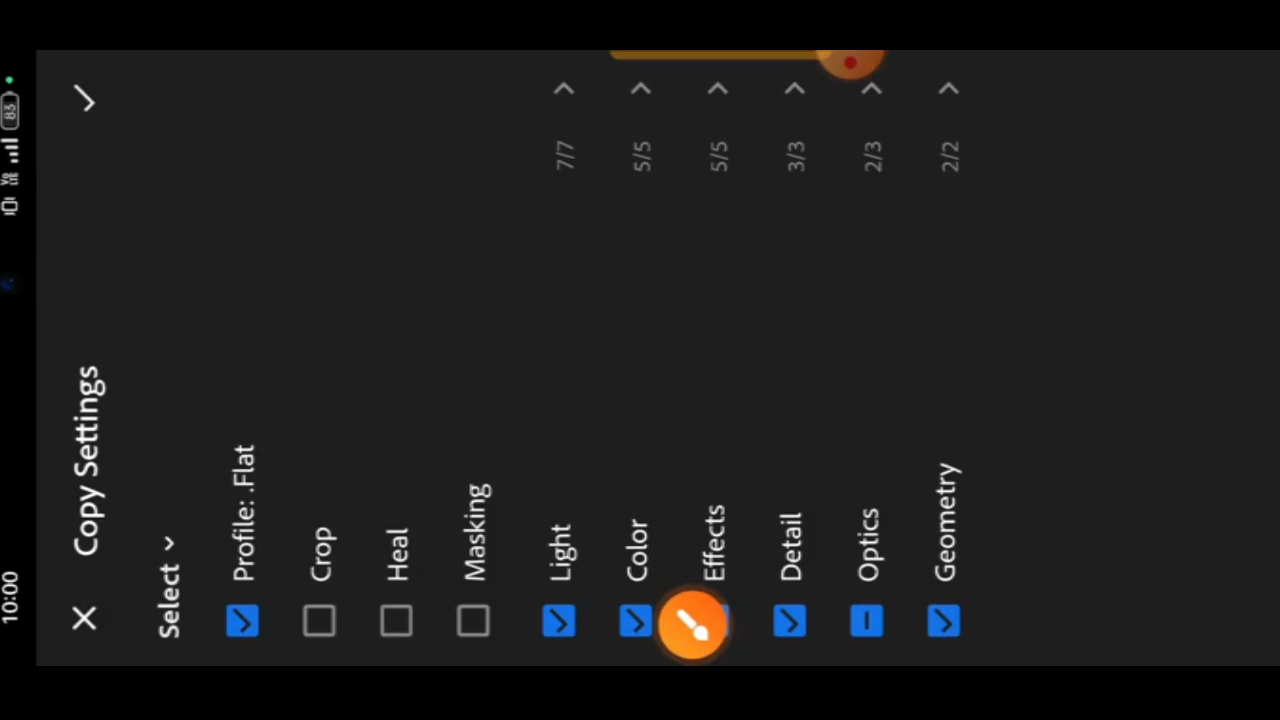 10:00
83
Copy Settings
Select
Profile: .Flat
Crop
Heal
Masking
Light 7/7
Color 5/5
Effects 5/5
Detail 3/3
Optics 2/3
Geometry 2/2